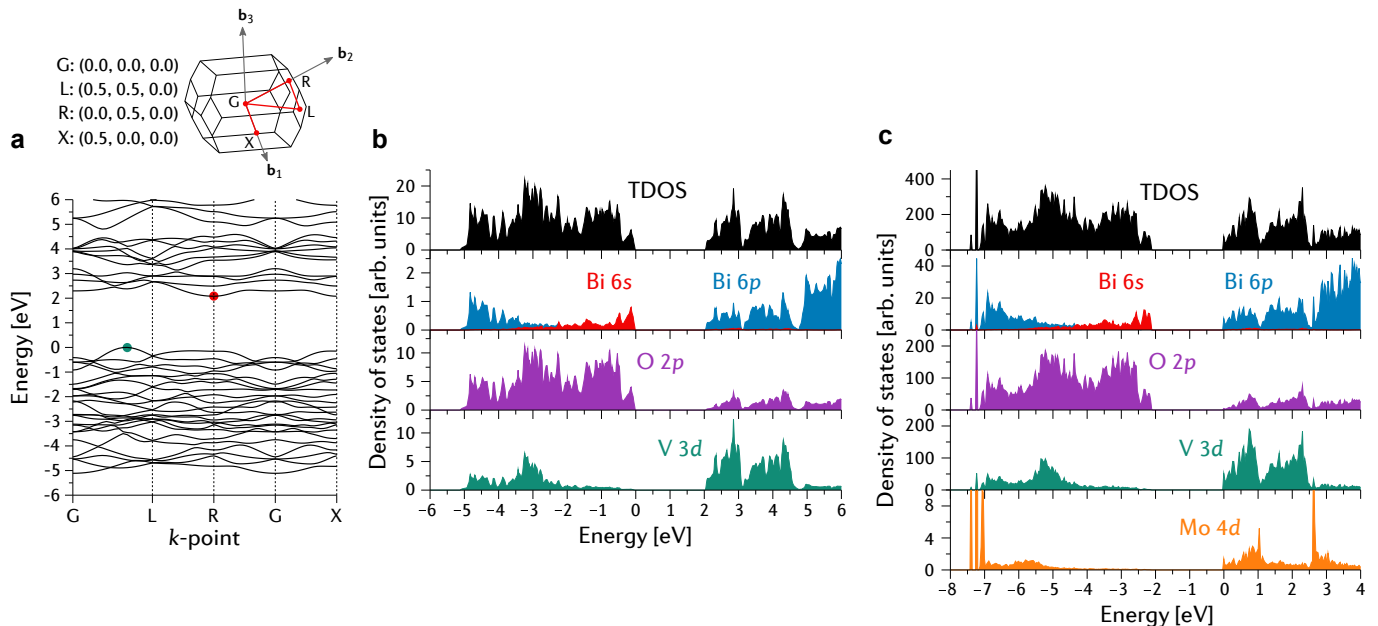 b₃
b₂
G: (0.0, 0.0, 0.0)
L: (0.5, 0.5, 0.0)
R: (0.0, 0.5, 0.0)
X: (0.5, 0.0, 0.0)
R
G
L
X
b₁
a
Energy [eV]
6
5
4
3
2
1
0
-1
-2
-3
-4
-5
-6
G L R G X
k-point
b
Density of states [arb. units]
TDOS
20
15
10
5
0
Bi 6s Bi 6p
2
1
0
O 2p
10
5
0
V 3d
10
5
0
−6 −5 −4 −3 −2 −1 0 1 2 3 4 5 6
Energy [eV]
c
Density of states [arb. units]
TDOS
400
200
0
Bi 6s Bi 6p
40
20
0
O 2p
200
100
0
V 3d
200
100
0
Mo 4d
8
4
0
−8 −7 −6 −5 −4 −3 −2 −1 0 1 2 3 4
Energy [eV]